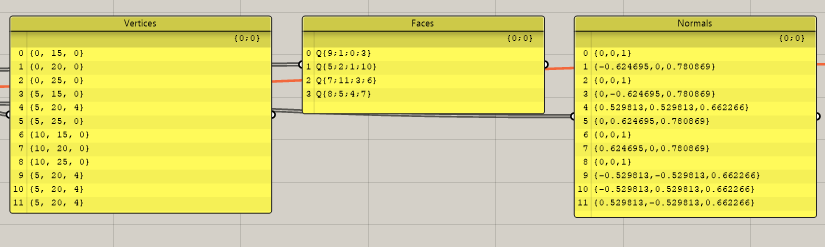 Vertices
{0;0}
0 {0, 15, 0}
1 {0, 20, 0}
2 {0, 25, 0}
3 {5, 15, 0}
4 {5, 20, 4}
5 {5, 25, 0}
6 {10, 15, 0}
7 {10, 20, 0}
8 {10, 25, 0}
9 {5, 20, 4}
10 {5, 20, 4}
11 {5, 20, 4}
Faces
{0;0}
0 Q{9;1;0;3}
1 Q{5;2;1;10}
2 Q{7;11;3;6}
3 Q{8;5;4;7}
Normals
{0;0}
0 {0,0,1}
1 {-0.624695,0,0.780869}
2 {0,0,1}
3 {0,-0.624695,0.780869}
4 {0.529813,0.529813,0.662266}
5 {0,0.624695,0.780869}
6 {0,0,1}
7 {0.624695,0,0.780869}
8 {0,0,1}
9 {-0.529813,-0.529813,0.662266}
10 {-0.529813,0.529813,0.662266}
11 {0.529813,-0.529813,0.662266}